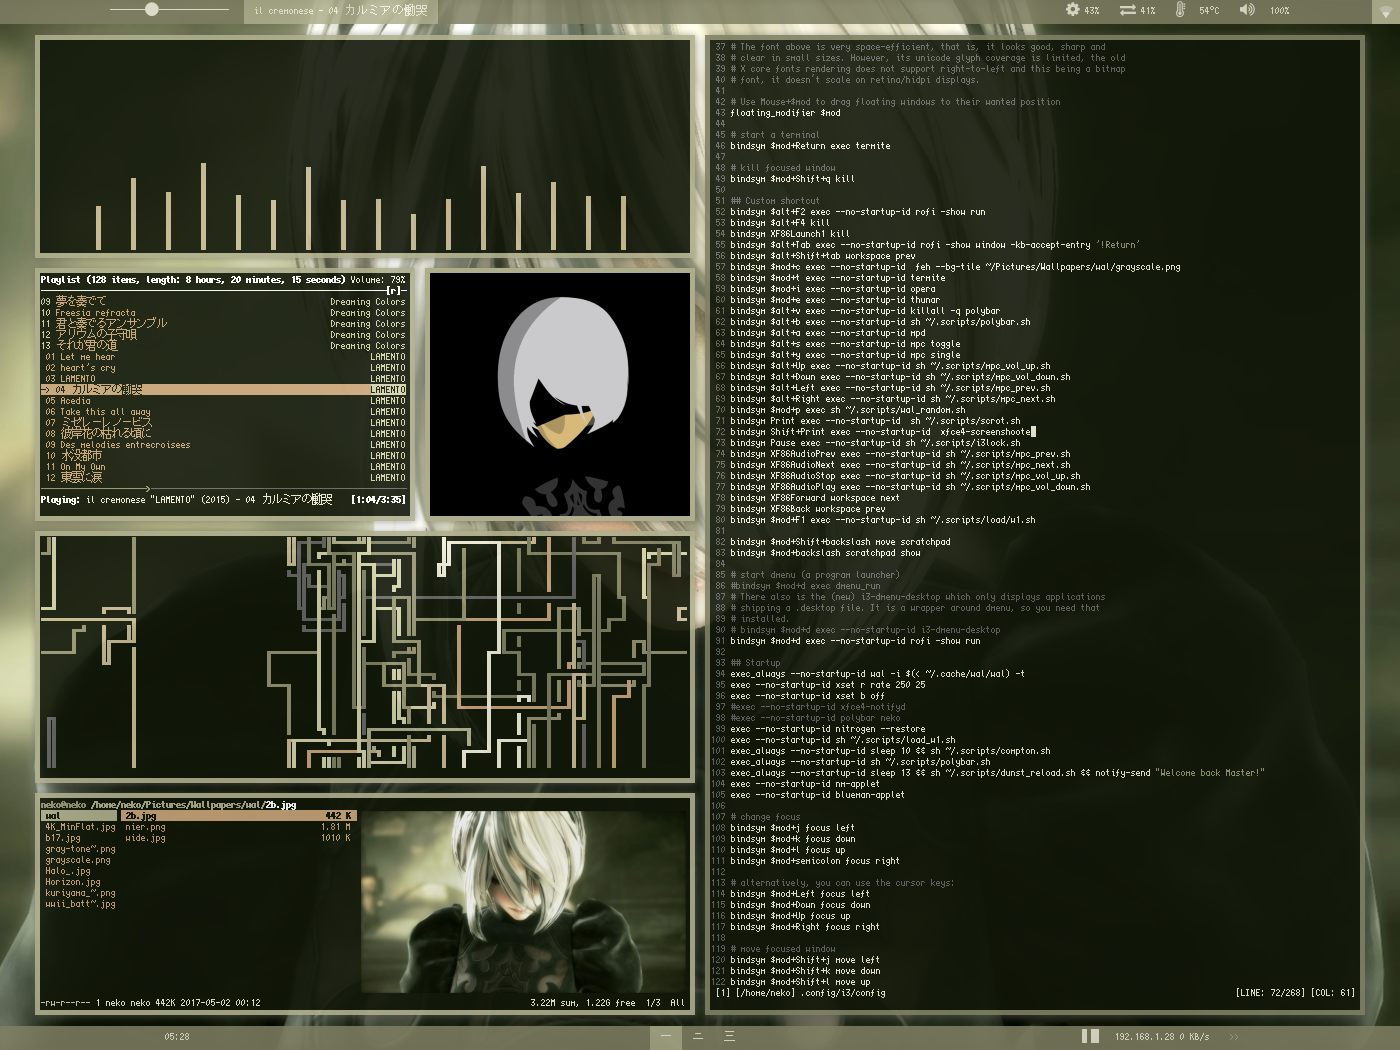 il cremonese - 04 カルミアの慟哭
43%
41%
54°C
100%
Playlist (128 items, length: 8 hours, 20 minutes, 15 seconds) Volume: 79%
[r]
09 夢を奏でて Dreaming Colors
10 Freesia refracta Dreaming Colors
11 君と奏でるアンサンブル Dreaming Colors
12 アリウムの子守唄 Dreaming Colors
13 それが君の道 Dreaming Colors
01 Let me hear LAMENTO
02 heart's cry LAMENTO
03 LAMENTO LAMENTO
-> 04 カルミアの慟哭 LAMENTO
05 Acedia LAMENTO
06 Take this all away LAMENTO
07 ミゼレーレノービス LAMENTO
08 彼岸花の枯れる頃に LAMENTO
09 Des melodies entrecroisees LAMENTO
10 水没都市 LAMENTO
11 On My Own LAMENTO
12 東雲に涙 LAMENTO
Playing: il cremonese "LAMENTO" (2015) - 04 カルミアの慟哭 [1:04/3:35]
neko@neko /home/neko/Pictures/Wallpapers/wal/2b.jpg
wal 2b.jpg 442 K
4K_MinFlat.jpg nier.png 1.81 M
b17.jpg wide.jpg 1010 K
gray-tone~.png
grayscale.png
Halo_.jpg
Horizon.jpg
kuriyama_~.png
wwii_batt~.jpg
-rw-r--r-- 1 neko neko 442K 2017-05-02 00:12 3.22M sum, 1.22G free 1/3 All
37 # The font above is very space-efficient, that is, it looks good, sharp and
38 # clear in small sizes. However, its unicode glyph coverage is limited, the old
39 # X core fonts rendering does not support right-to-left and this being a bitmap
40 # font, it doesn't scale on retina/hidpi displays.
41
42 # Use Mouse+$mod to drag floating windows to their wanted position
43 floating_modifier $mod
44
45 # start a terminal
46 bindsym $mod+Return exec termite
47
48 # kill focused window
49 bindsym $mod+Shift+q kill
50
51 ## Custom shortcut
52 bindsym $alt+F2 exec --no-startup-id rofi -show run
53 bindsym $alt+F4 kill
54 bindsym XF86Launch1 kill
55 bindsym $alt+Tab exec --no-startup-id rofi -show window -kb-accept-entry '!Return'
56 bindsym $alt+Shift+tab workspace prev
57 bindsym $mod+c exec --no-startup-id  feh --bg-tile ~/Pictures/Wallpapers/wal/grayscale.png
58 bindsym $mod+t exec --no-startup-id termite
59 bindsym $mod+i exec --no-startup-id opera
60 bindsym $mod+e exec --no-startup-id thunar
61 bindsym $alt+v exec --no-startup-id killall -q polybar
62 bindsym $alt+b exec --no-startup-id sh ~/.scripts/polybar.sh
63 bindsym $alt+a exec --no-startup-id mpd
64 bindsym $alt+s exec --no-startup-id mpc toggle
65 bindsym $alt+y exec --no-startup-id mpc single
66 bindsym $alt+Up exec --no-startup-id sh ~/.scripts/mpc_vol_up.sh
67 bindsym $alt+Down exec --no-startup-id sh ~/.scripts/mpc_vol_down.sh
68 bindsym $alt+Left exec --no-startup-id sh ~/.scripts/mpc_prev.sh
69 bindsym $alt+Right exec --no-startup-id sh ~/.scripts/mpc_next.sh
70 bindsym $mod+p exec sh ~/.scripts/wal_random.sh
71 bindsym Print exec --no-startup-id  sh ~/.scripts/scrot.sh
72 bindsym Shift+Print exec --no-startup-id  xfce4-screenshoote
73 bindsym Pause exec --no-startup-id sh ~/.scripts/i3lock.sh
74 bindsym XF86AudioPrev exec --no-startup-id sh ~/.scripts/mpc_prev.sh
75 bindsym XF86AudioNext exec --no-startup-id sh ~/.scripts/mpc_next.sh
76 bindsym XF86AudioStop exec --no-startup-id sh ~/.scripts/mpc_vol_up.sh
77 bindsym XF86AudioPlay exec --no-startup-id sh ~/.scripts/mpc_vol_down.sh
78 bindsym XF86Forward workspace next
79 bindsym XF86Back workspace prev
80 bindsym $mod+F1 exec --no-startup-id sh ~/.scripts/load/w1.sh
81
82 bindsym $mod+Shift+backslash move scratchpad
83 bindsym $mod+backslash scratchpad show
84
85 # start dmenu (a program launcher)
86 #bindsym $mod+d exec dmenu_run
87 # There also is the (new) i3-dmenu-desktop which only displays applications
88 # shipping a .desktop file. It is a wrapper around dmenu, so you need that
89 # installed.
90 # bindsym $mod+d exec --no-startup-id i3-dmenu-desktop
91 bindsym $mod+d exec --no-startup-id rofi -show run
92
93 ## Startup
94 exec_always --no-startup-id wal -i $(< ~/.cache/wal/wal) -t
95 exec --no-startup-id xset r rate 250 25
96 exec --no-startup-id xset b off
97 #exec --no-startup-id xfce4-notifyd
98 #exec --no-startup-id polybar neko
99 exec --no-startup-id nitrogen --restore
100 exec --no-startup-id sh ~/.scripts/load_w1.sh
101 exec_always --no-startup-id sleep 10 && sh ~/.scripts/compton.sh
102 exec_always --no-startup-id sh ~/.scripts/polybar.sh
103 exec_always --no-startup-id sleep 13 && sh ~/.scripts/dunst_reload.sh && notify-send "Welcome back Master!"
104 exec --no-startup-id nm-applet
105 exec --no-startup-id blueman-applet
106
107 # change focus
108 bindsym $mod+j focus left
109 bindsym $mod+k focus down
110 bindsym $mod+l focus up
111 bindsym $mod+semicolon focus right
112
113 # alternatively, you can use the cursor keys:
114 bindsym $mod+Left focus left
115 bindsym $mod+Down focus down
116 bindsym $mod+Up focus up
117 bindsym $mod+Right focus right
118
119 # move focused window
120 bindsym $mod+Shift+j move left
121 bindsym $mod+Shift+k move down
122 bindsym $mod+Shift+l move up
[1] [/home/neko] .config/i3/config [LINE: 72/268] [COL: 61]
05:28
一 二 三
192.168.1.28 0 KB/s >>